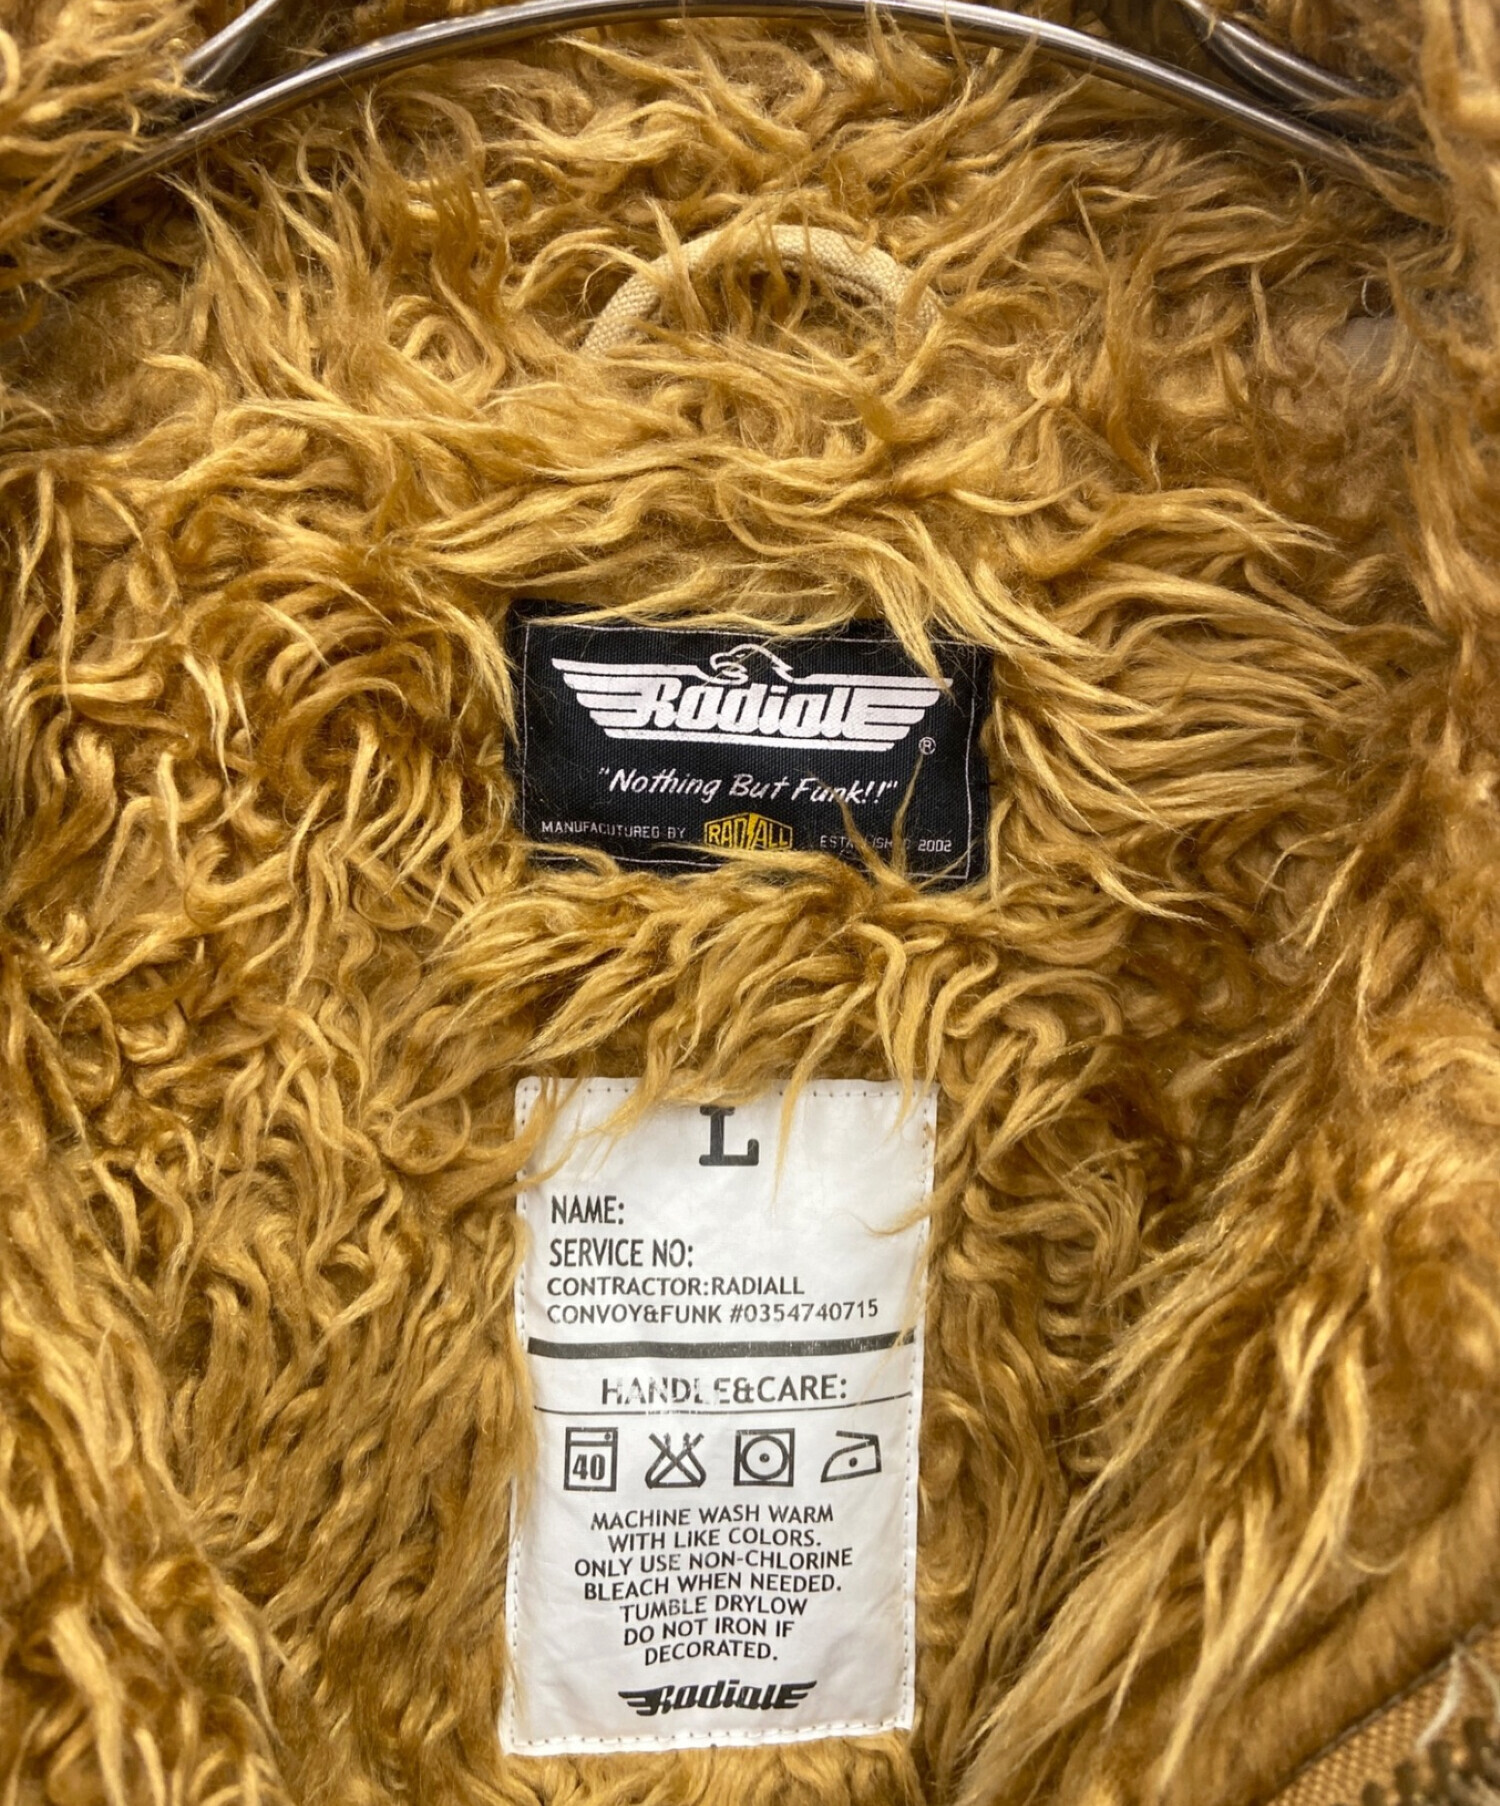 Radiall
®
"Nothing But Funk!!"
MANUFACUTURED BY RADIALL ESTABLISHED 2002
L
NAME:
SERVICE NO:
CONTRACTOR:RADIALL
CONVOY&FUNK #0354740715
HANDLE&CARE:
40
MACHINE WASH WARM
WITH LIKE COLORS.
ONLY USE NON-CHLORINE
BLEACH WHEN NEEDED.
TUMBLE DRYLOW
DO NOT IRON IF
DECORATED.
Radiall